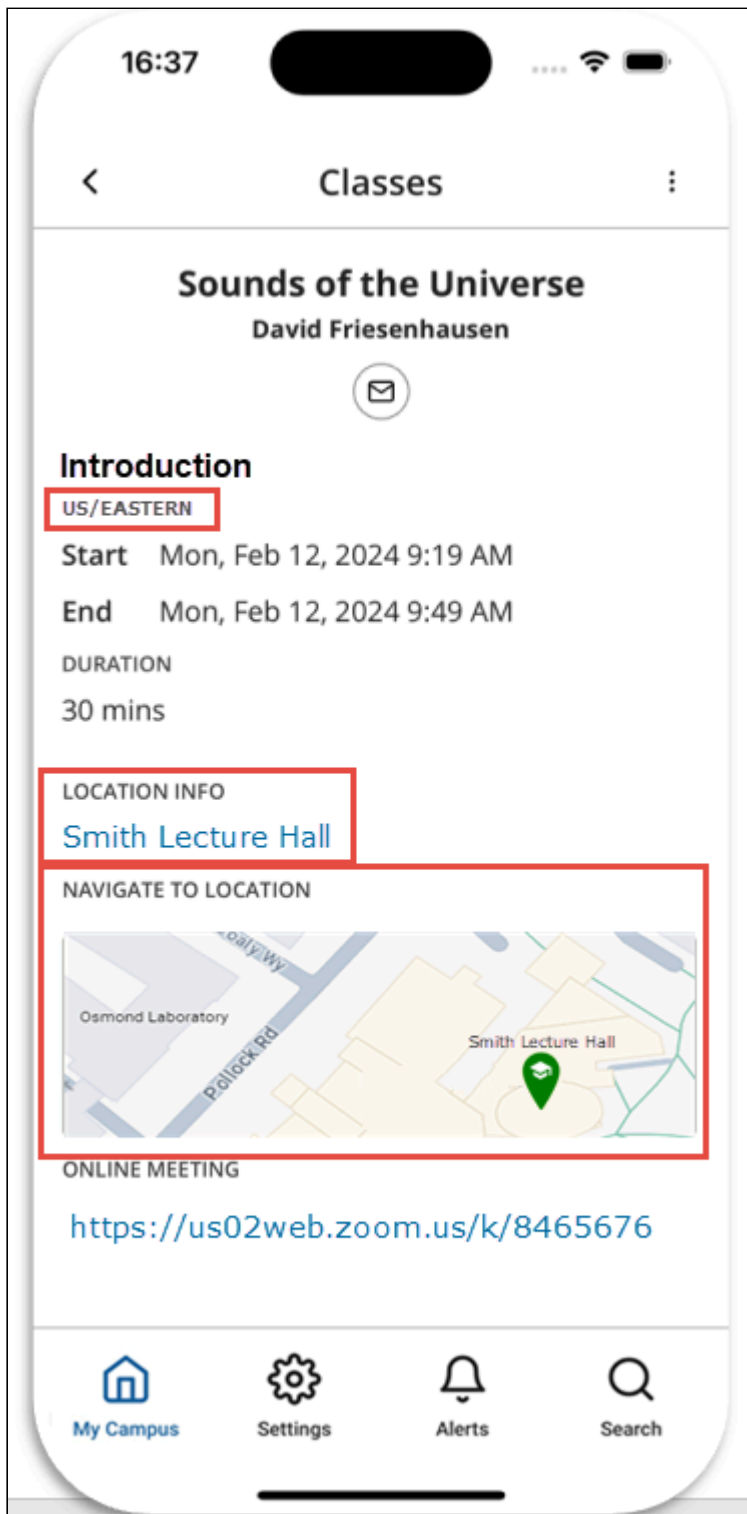 16:37
Classes
Sounds of the Universe
David Friesenhausen
Introduction
US/EASTERN
Start Mon, Feb 12, 2024 9:19 AM
End Mon, Feb 12, 2024 9:49 AM
DURATION
30 mins
LOCATION INFO
Smith Lecture Hall
NAVIGATE TO LOCATION
Osmond Laboratory
Pollock Rd
Smith Lecture Hall
ONLINE MEETING
https://us02web.zoom.us/k/8465676
My Campus Settings Alerts Search